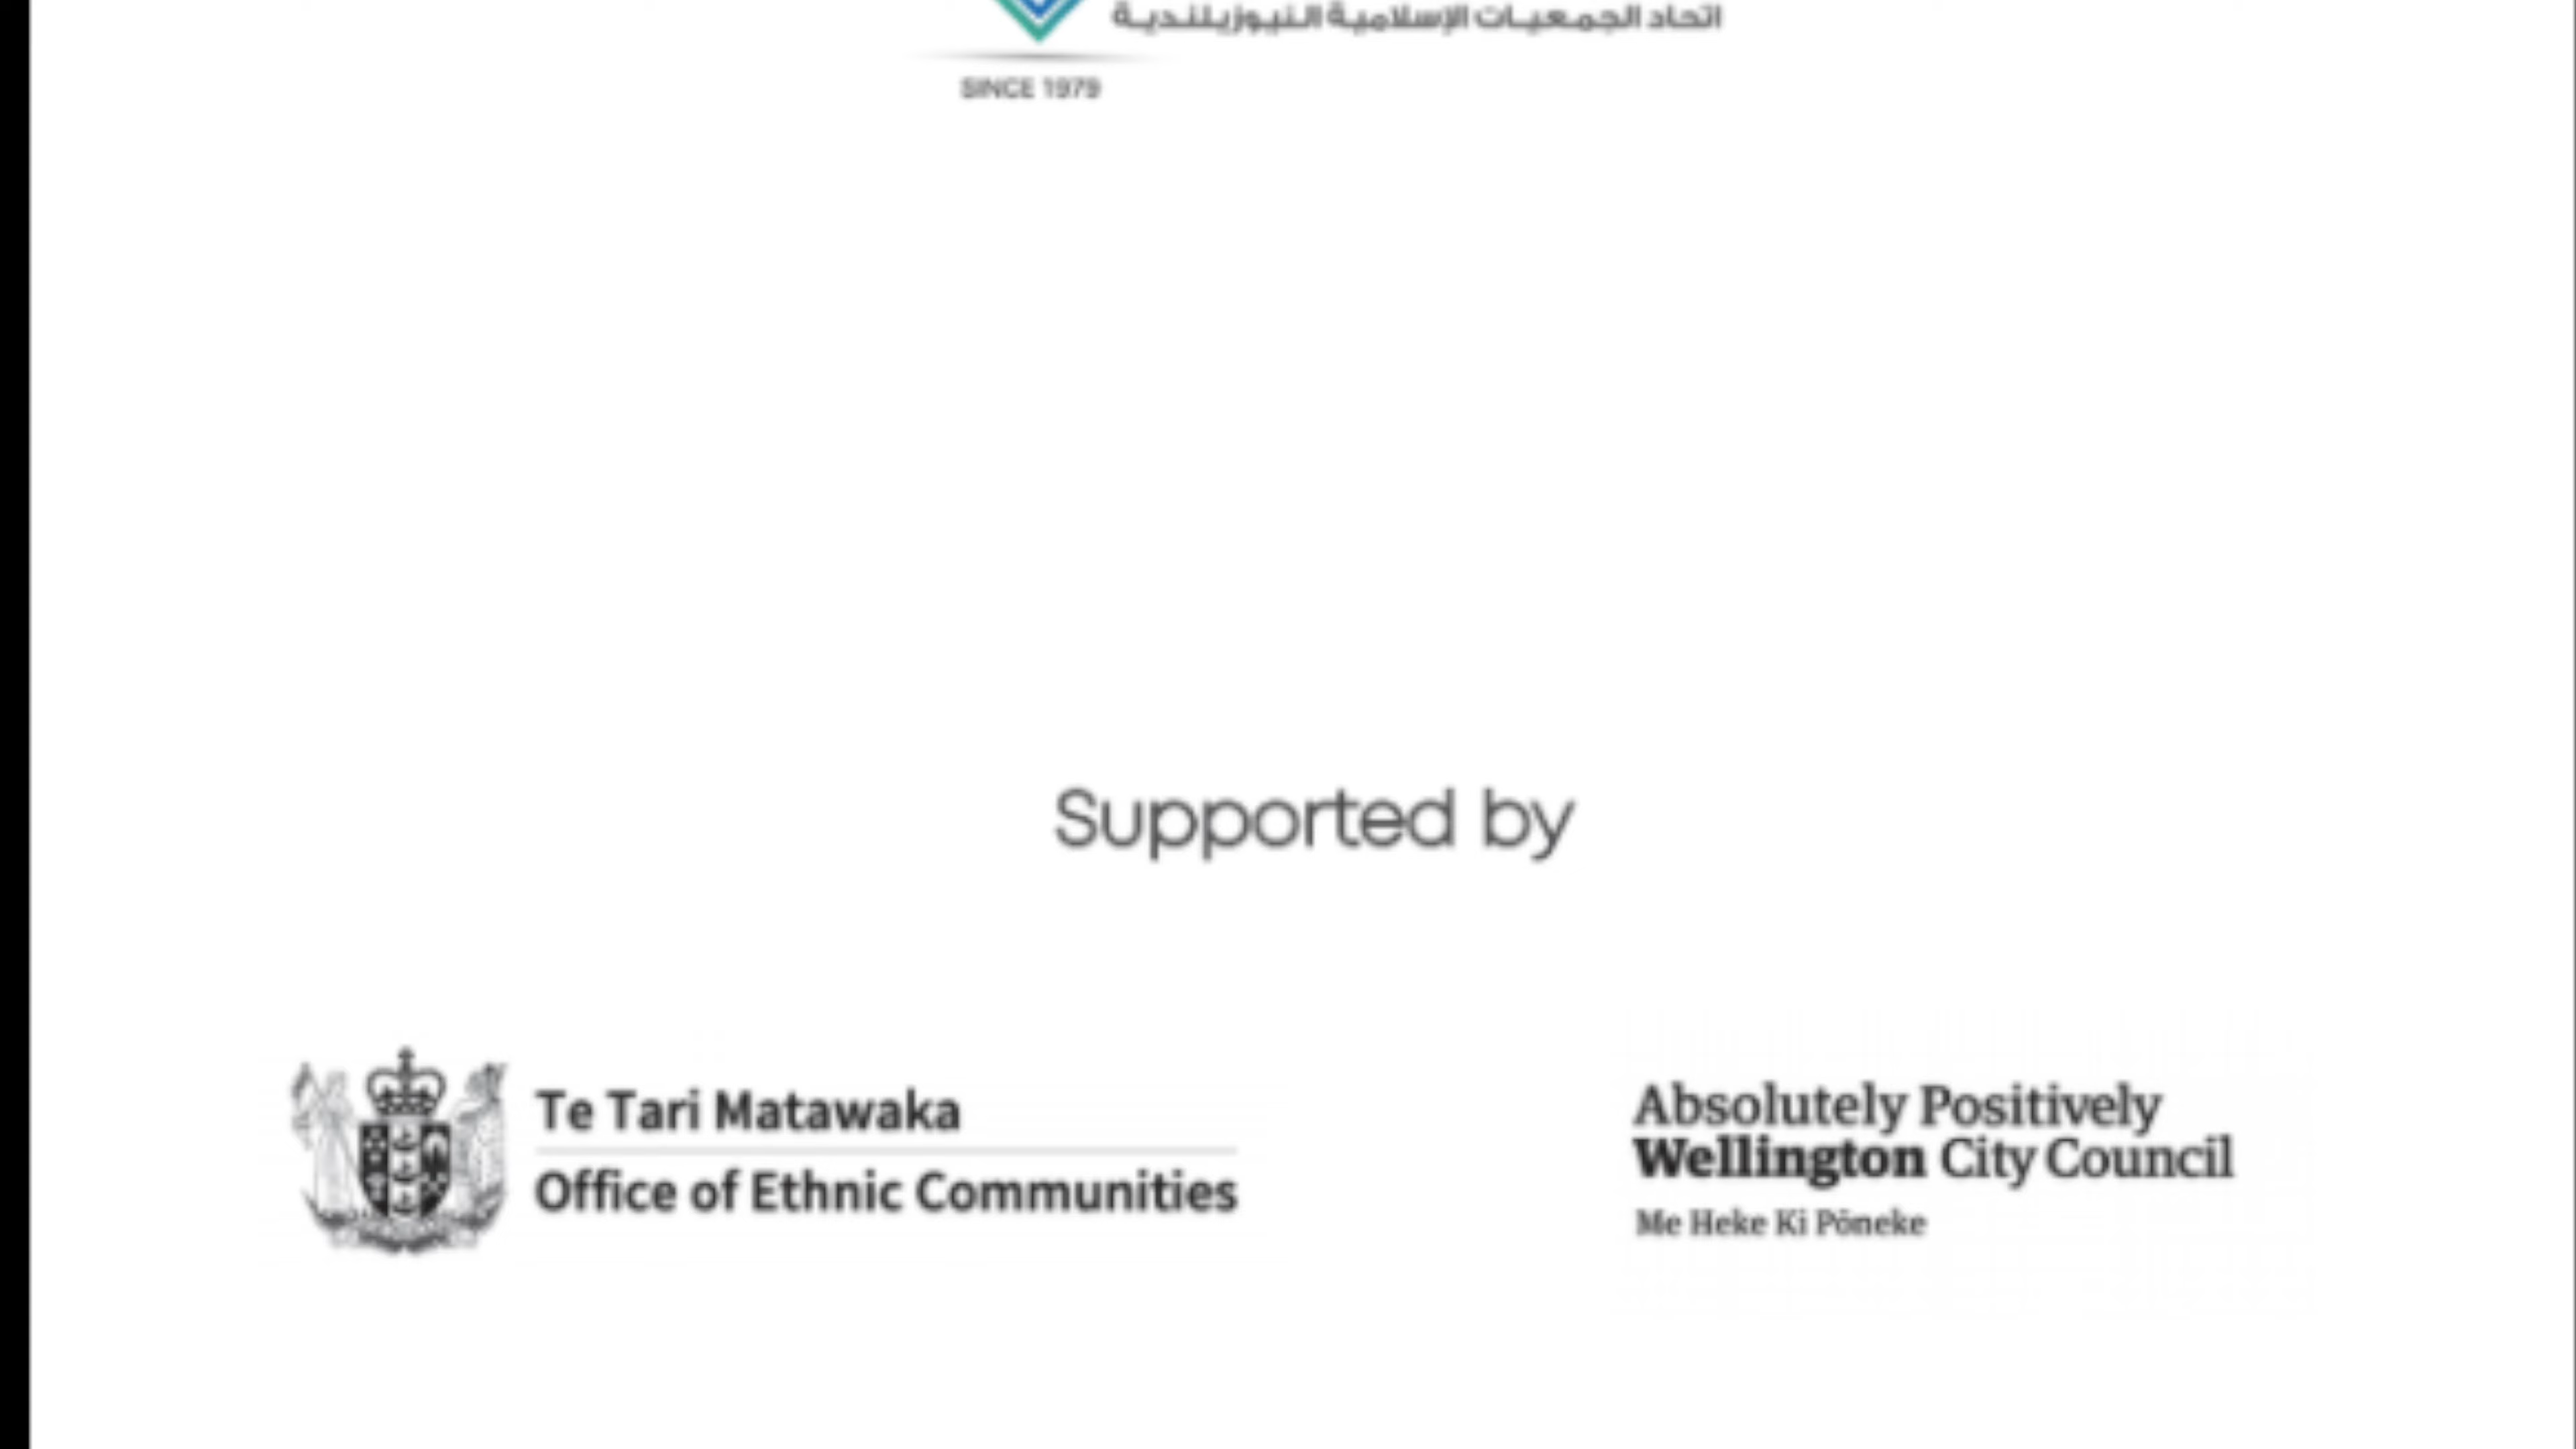 اتحاد الجمعيات الإسلامية النيوزيلندية
SINCE 1979
Supported by
Te Tari Matawaka
Office of Ethnic Communities
Absolutely Positively
Wellington City Council
Me Heke Ki Pōneke